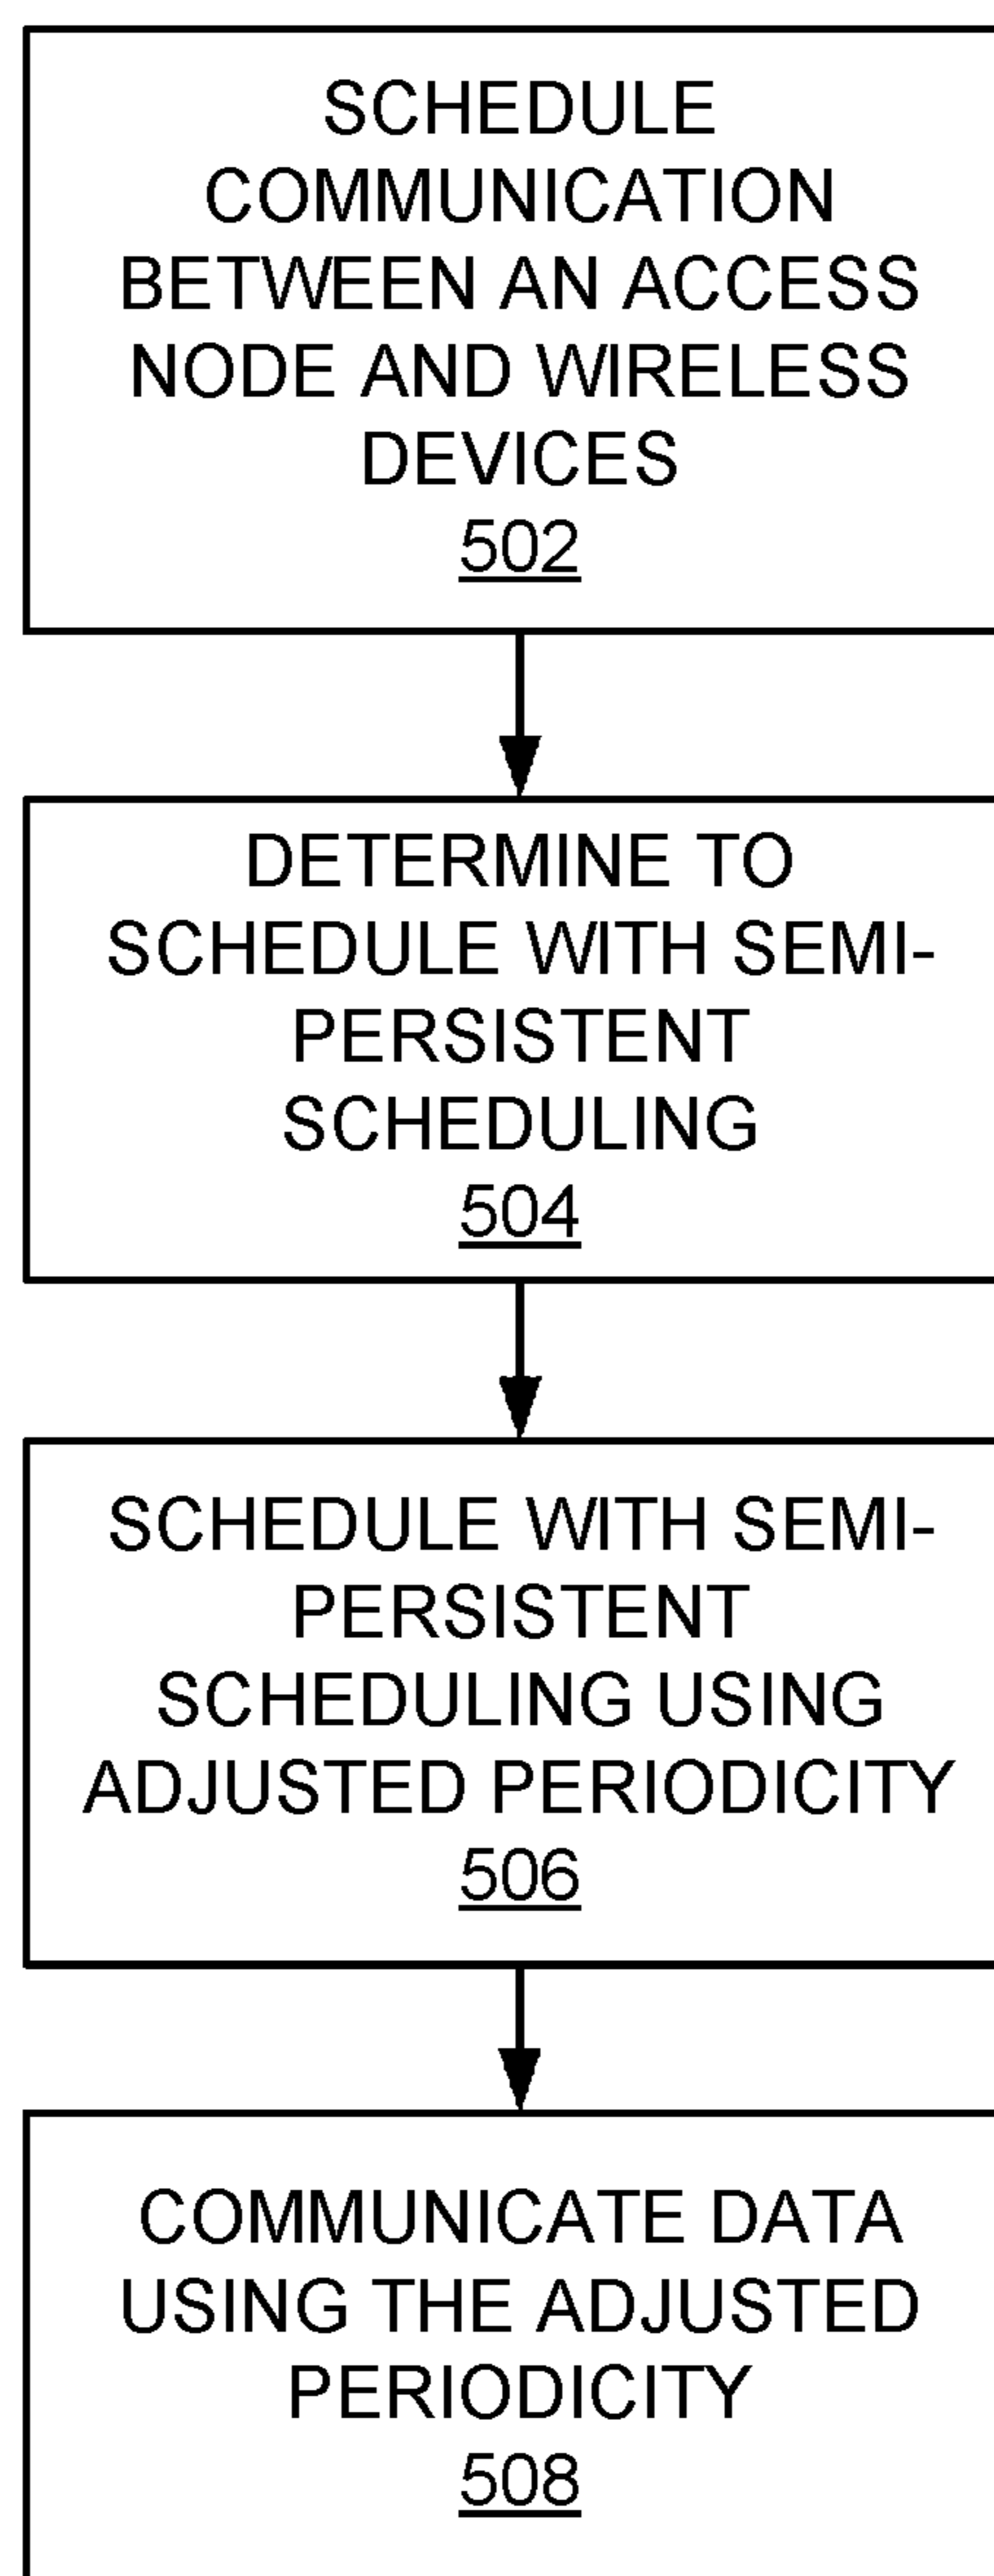 SCHEDULE
COMMUNICATION
BETWEEN AN ACCESS
NODE AND WIRELESS
DEVICES
502
DETERMINE TO
SCHEDULE WITH SEMI-
PERSISTENT
SCHEDULING
504
SCHEDULE WITH SEMI-
PERSISTENT
SCHEDULING USING
ADJUSTED PERIODICITY
506
COMMUNICATE DATA
USING THE ADJUSTED
PERIODICITY
508